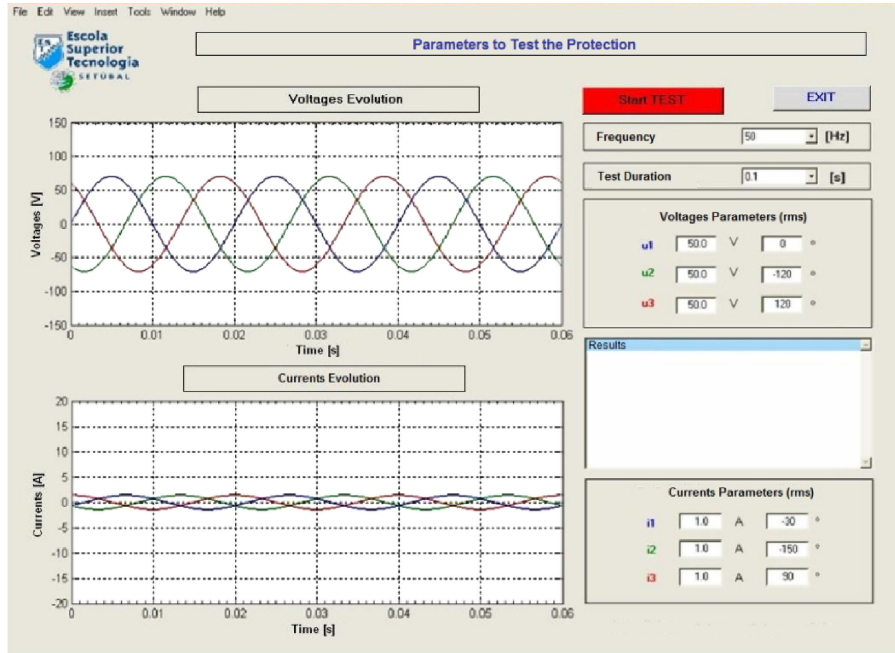 File Edit View Insert Tools Window Help
Escola
Superior
Tecnologia
SETÚBAL
Parameters to Test the Protection
Voltages Evolution
Start TEST
EXIT
Frequency 50 [Hz]
Test Duration 0.1 [s]
Voltages Parameters (rms)
u1 50.0 V 0 °
u2 50.0 V -120 °
u3 50.0 V 120 °
150
100
50
0
-50
-100
-150
Voltages [V]
0 0.01 0.02 0.03 0.04 0.05 0.06
Time [s]
Results
Currents Evolution
20
15
10
5
0
-5
-10
-15
-20
Currents [A]
0 0.01 0.02 0.03 0.04 0.05 0.06
Time [s]
Currents Parameters (rms)
i1 1.0 A -30 °
i2 1.0 A -150 °
i3 1.0 A 90 °